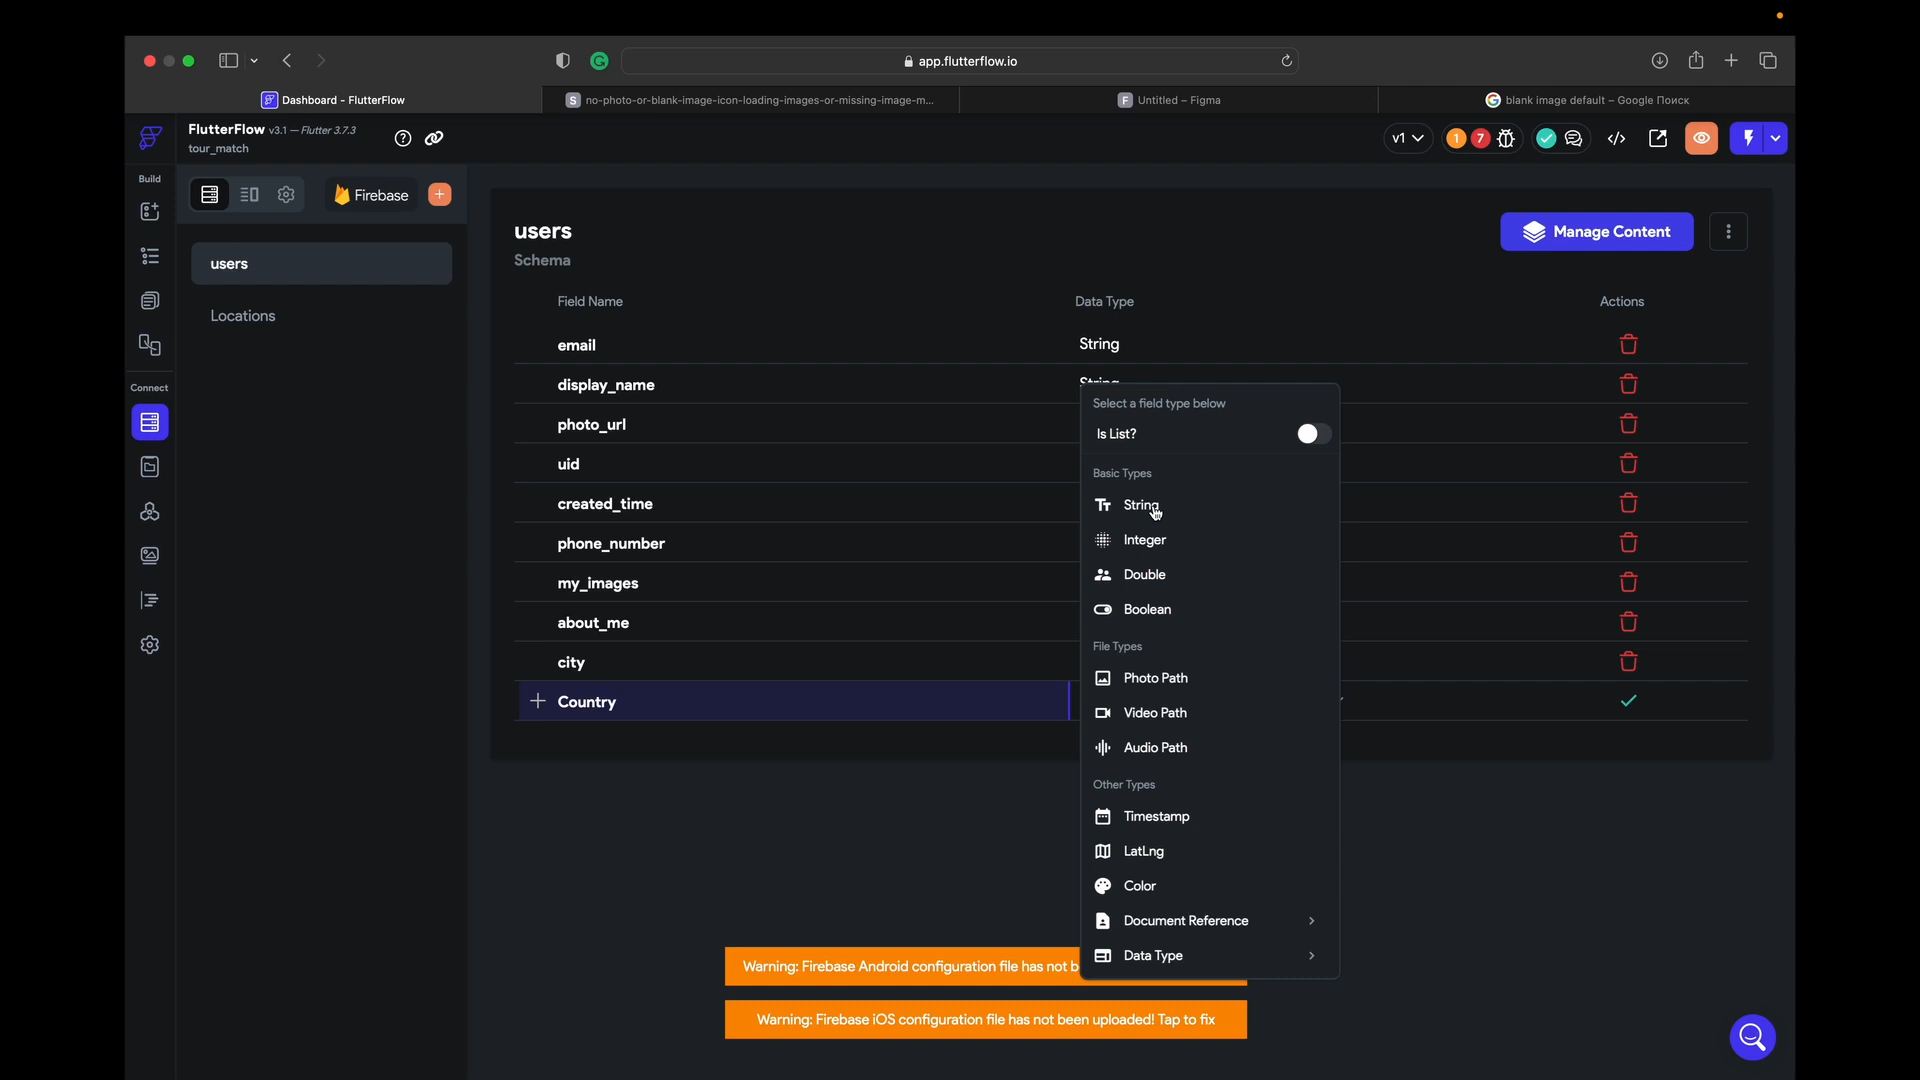 app.flutterflow.io
Dashboard - FlutterFlow
no-photo-or-blank-image-icon-loading-images-or-missing-image-m...
Untitled – Figma
blank image default – Google Поиск
FlutterFlow v3.1 — Flutter 3.7.3
tour_match
v1
1 7
Build
Firebase
users
Locations
Connect
users
Schema
Manage Content
Field Name Data Type Actions
email String
display_name String
photo_url
uid
created_time
phone_number
my_images
about_me
city
Country
Select a field type below
Is List?
Basic Types
String
Integer
Double
Boolean
File Types
Photo Path
Video Path
Audio Path
Other Types
Timestamp
LatLng
Color
Document Reference
Data Type
Warning: Firebase Android configuration file has not b
Warning: Firebase iOS configuration file has not been uploaded! Tap to fix